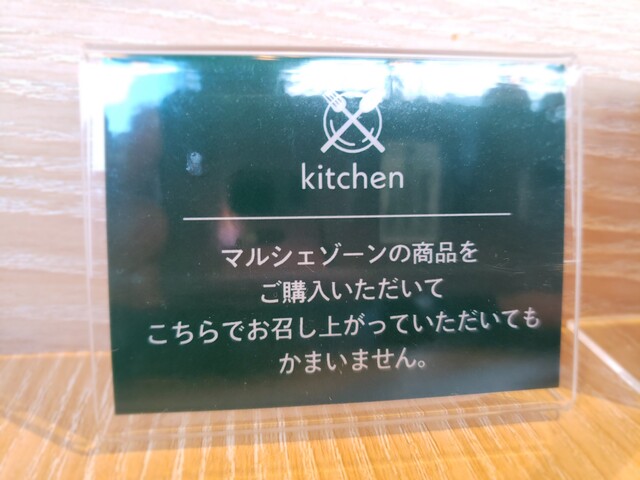 kitchen
マルシェゾーンの商品を
ご購入いただいて
こちらでお召し上がっていただいても
かまいません。